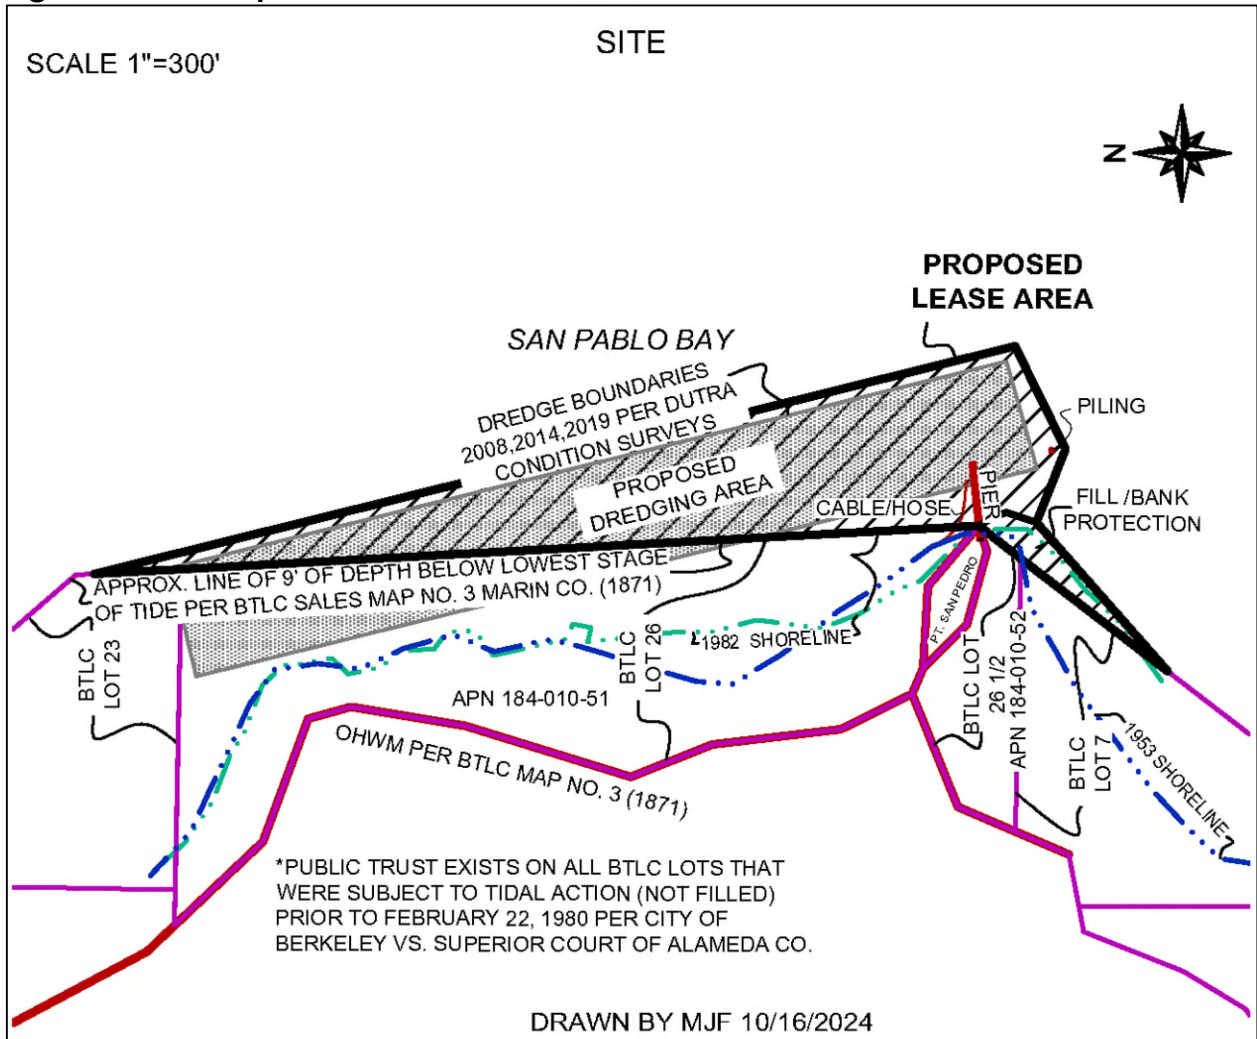 SITE
SCALE 1"=300'
N
PROPOSED
LEASE AREA
SAN PABLO BAY
DREDGE BOUNDARIES
2008,2014,2019 PER DUTRA
CONDITION SURVEYS
PILING
PROPOSED
DREDGING AREA
CABLE/HOSE
PIER
FILL /BANK
PROTECTION
APPROX. LINE OF 9' OF DEPTH BELOW LOWEST STAGE
OF TIDE PER BTLC SALES MAP NO. 3 MARIN CO. (1871)
PT. SAN PEDRO
1982 SHORELINE
BTLC
LOT 23
BTLC
LOT 26
APN 184-010-51
BTLC LOT
26 1/2
APN 184-010-52
BTLC
LOT 7
1953 SHORELINE
OHWM PER BTLC MAP NO. 3 (1871)
*PUBLIC TRUST EXISTS ON ALL BTLC LOTS THAT
WERE SUBJECT TO TIDAL ACTION (NOT FILLED)
PRIOR TO FEBRUARY 22, 1980 PER CITY OF
BERKELEY VS. SUPERIOR COURT OF ALAMEDA CO.
DRAWN BY MJF 10/16/2024